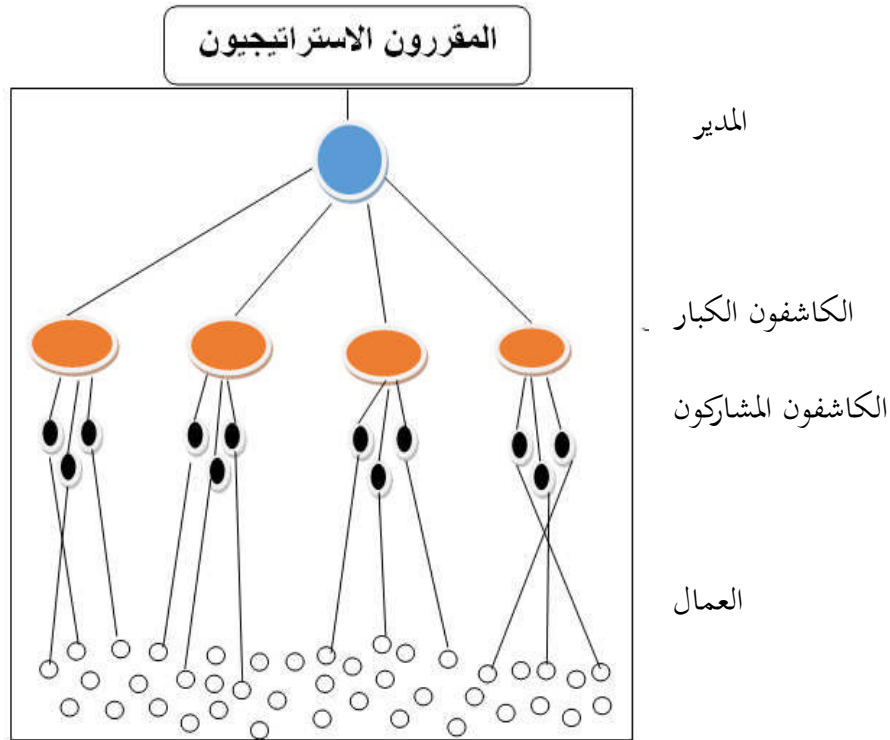 المقررون الاستراتيجيون
المدير
الكاشفون الكبار
الكاشفون المشاركون
العمال